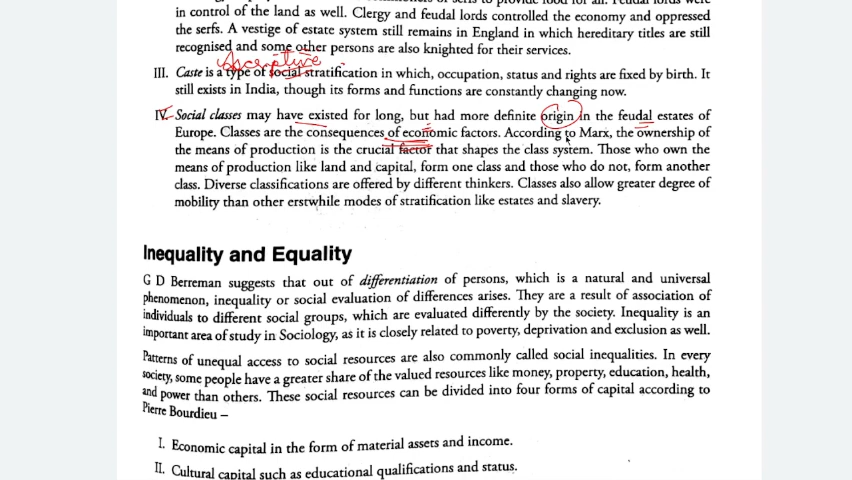 in control of the land as well. Clergy and feudal lords controlled the economy and oppressed
the serfs. A vestige of estate system still remains in England in which hereditary titles are still
recognised and some other persons are also knighted for their services.
Ascriptive
III. Caste is a type of social stratification in which, occupation, status and rights are fixed by birth. It
still exists in India, though its forms and functions are constantly changing now.
IV. Social classes may have existed for long, but had more definite origin in the feudal estates of
Europe. Classes are the consequences of economic factors. According to Marx, the ownership of
the means of production is the crucial factor that shapes the class system. Those who own the
means of production like land and capital, form one class and those who do not, form another
class. Diverse classifications are offered by different thinkers. Classes also allow greater degree of
mobility than other erstwhile modes of stratification like estates and slavery.
Inequality and Equality
G D Berreman suggests that out of differentiation of persons, which is a natural and universal
phenomenon, inequality or social evaluation of differences arises. They are a result of association of
individuals to different social groups, which are evaluated differently by the society. Inequality is an
important area of study in Sociology, as it is closely related to poverty, deprivation and exclusion as well.
Patterns of unequal access to social resources are also commonly called social inequalities. In every
society, some people have a greater share of the valued resources like money, property, education, health,
and power than others. These social resources can be divided into four forms of capital according to
Pierre Bourdieu –
I. Economic capital in the form of material assets and income.
II. Cultural capital such as educational qualifications and status.